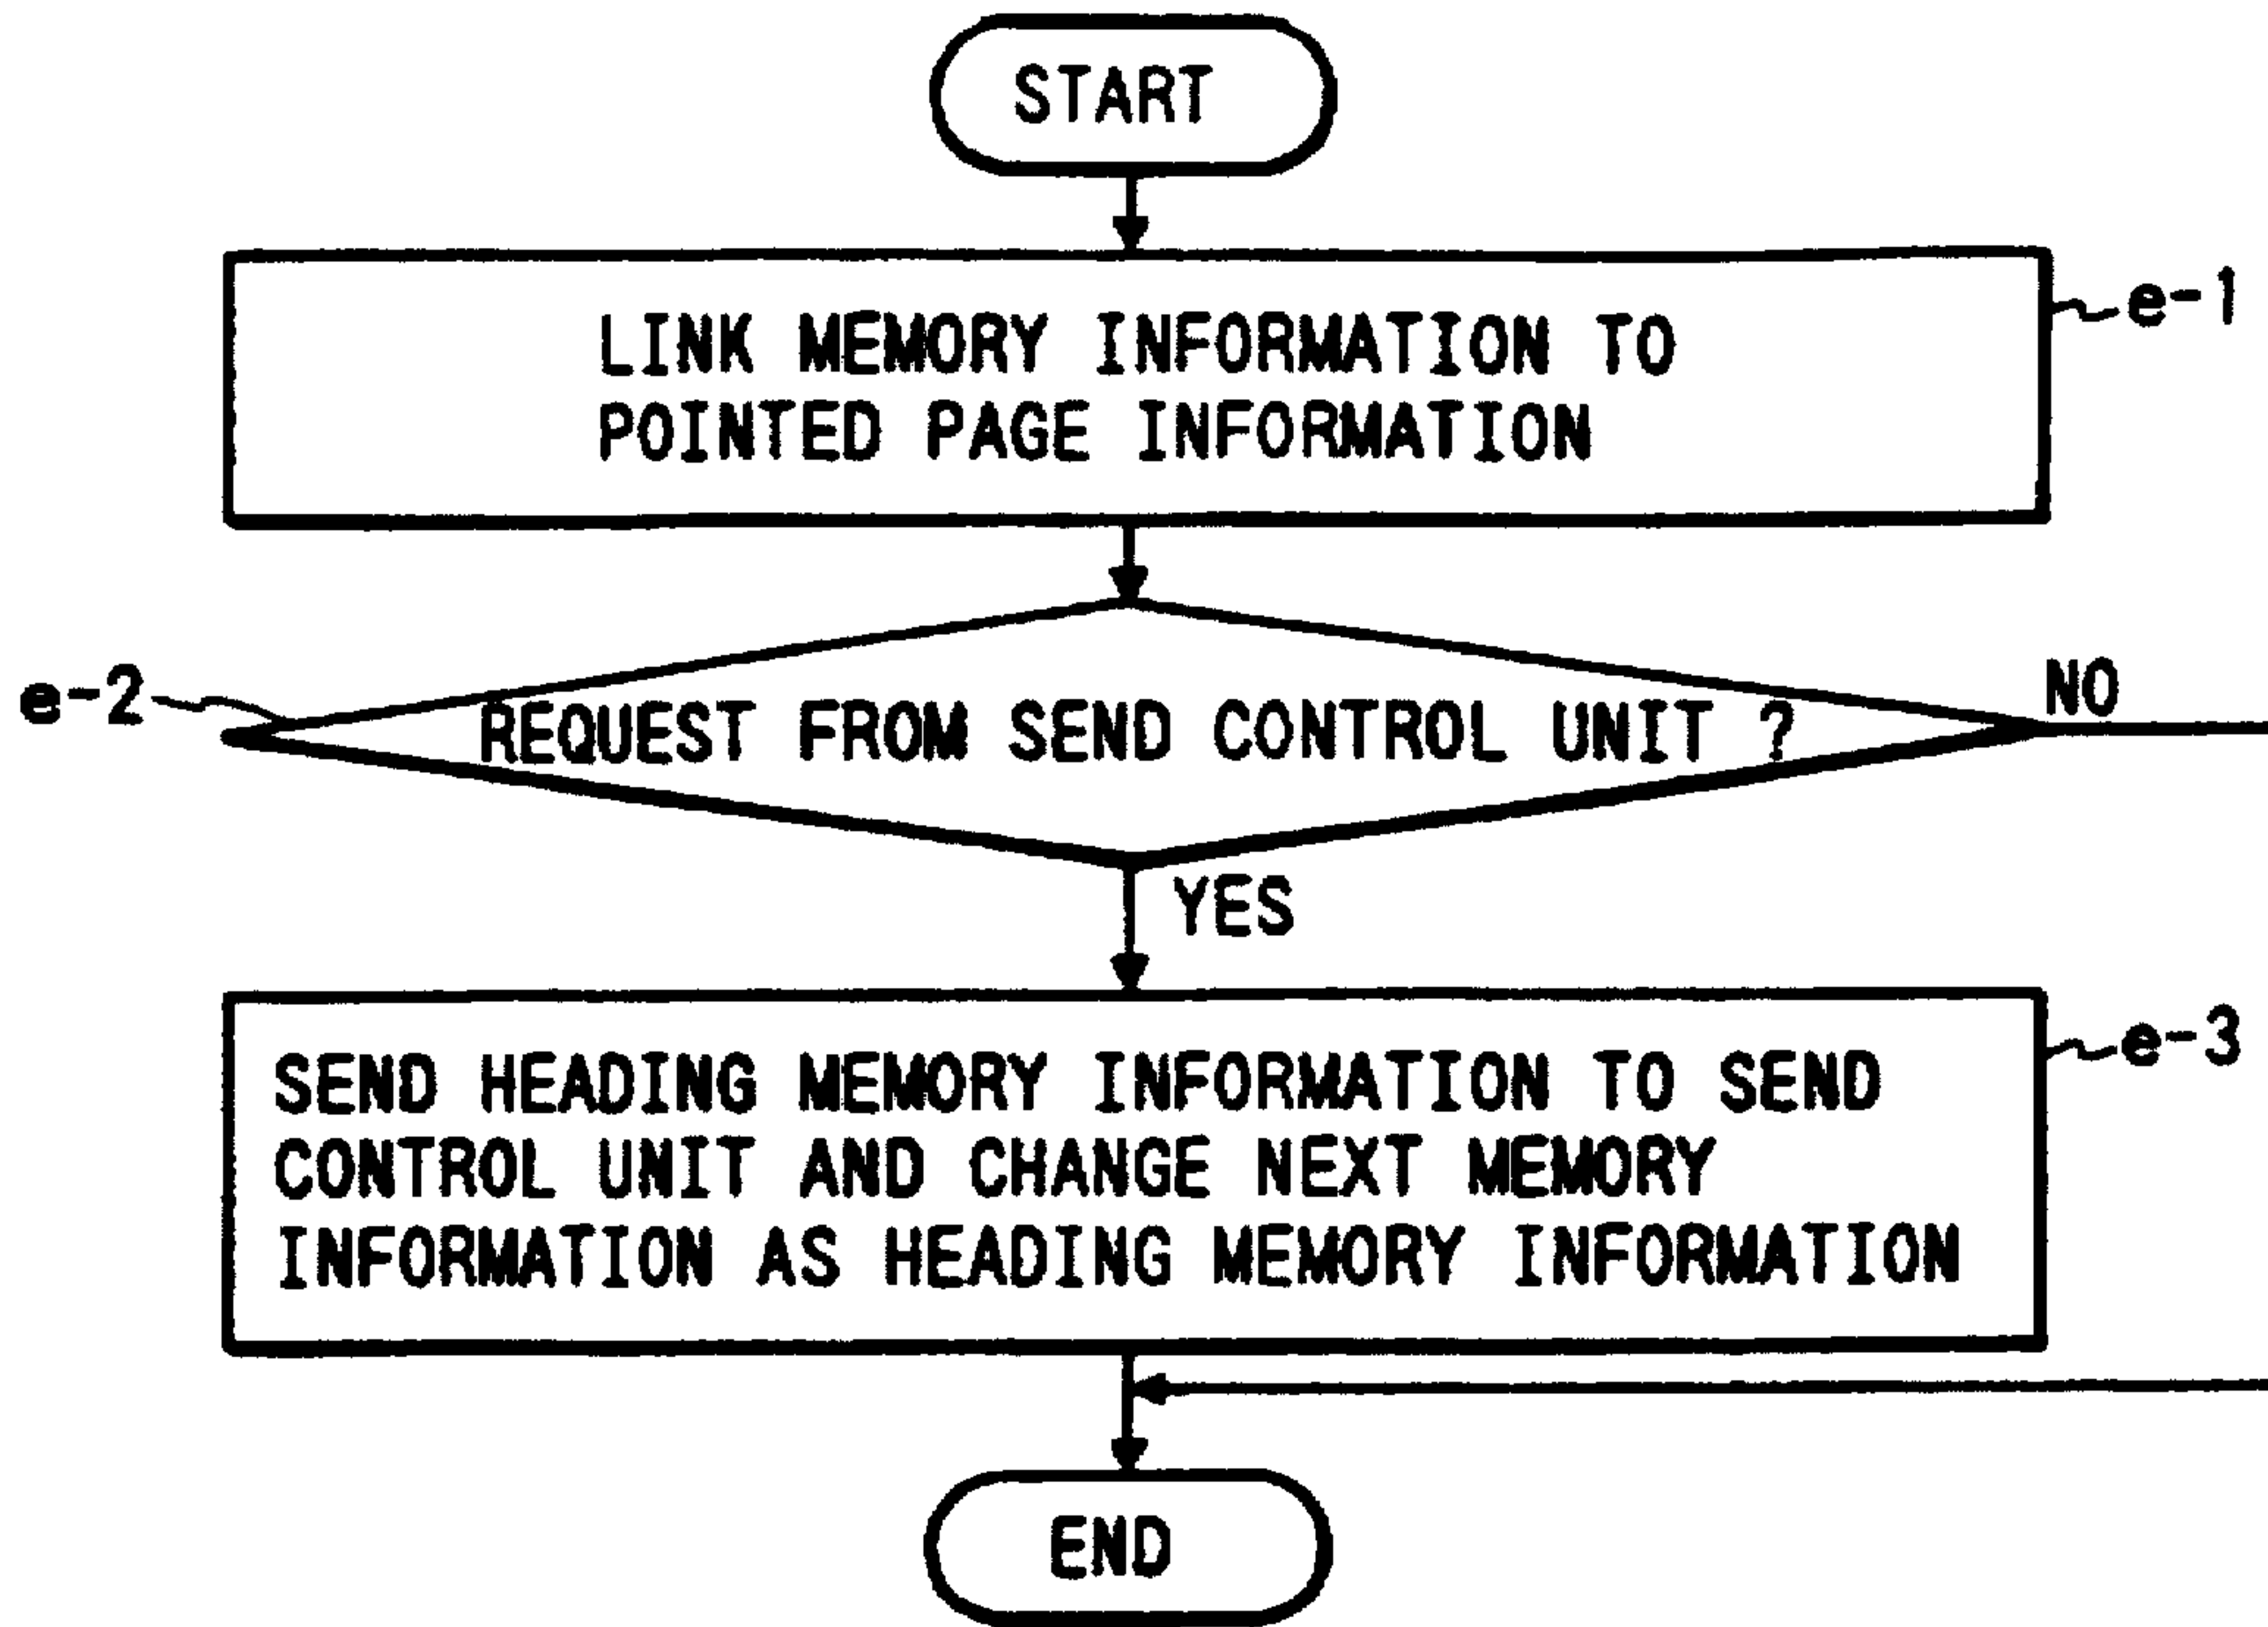 START
LINK MEMORY INFORMATION TO
POINTED PAGE INFORMATION
e-1
e-2
REQUEST FROM SEND CONTROL UNIT ?
NO
YES
SEND HEADING MEMORY INFORMATION TO SEND
CONTROL UNIT AND CHANGE NEXT MEMORY
INFORMATION AS HEADING MEMORY INFORMATION
e-3
END